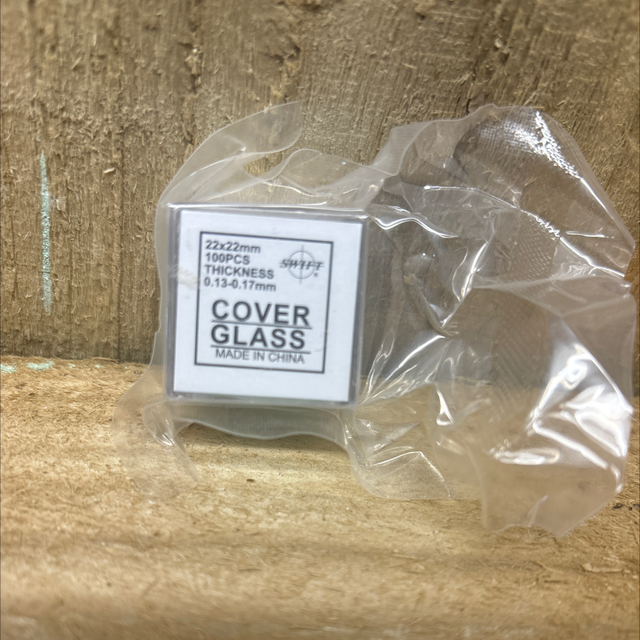 22x22mm
100PCS
THICKNESS
0.13-0.17mm
SWIFT
COVER
GLASS
MADE IN CHINA